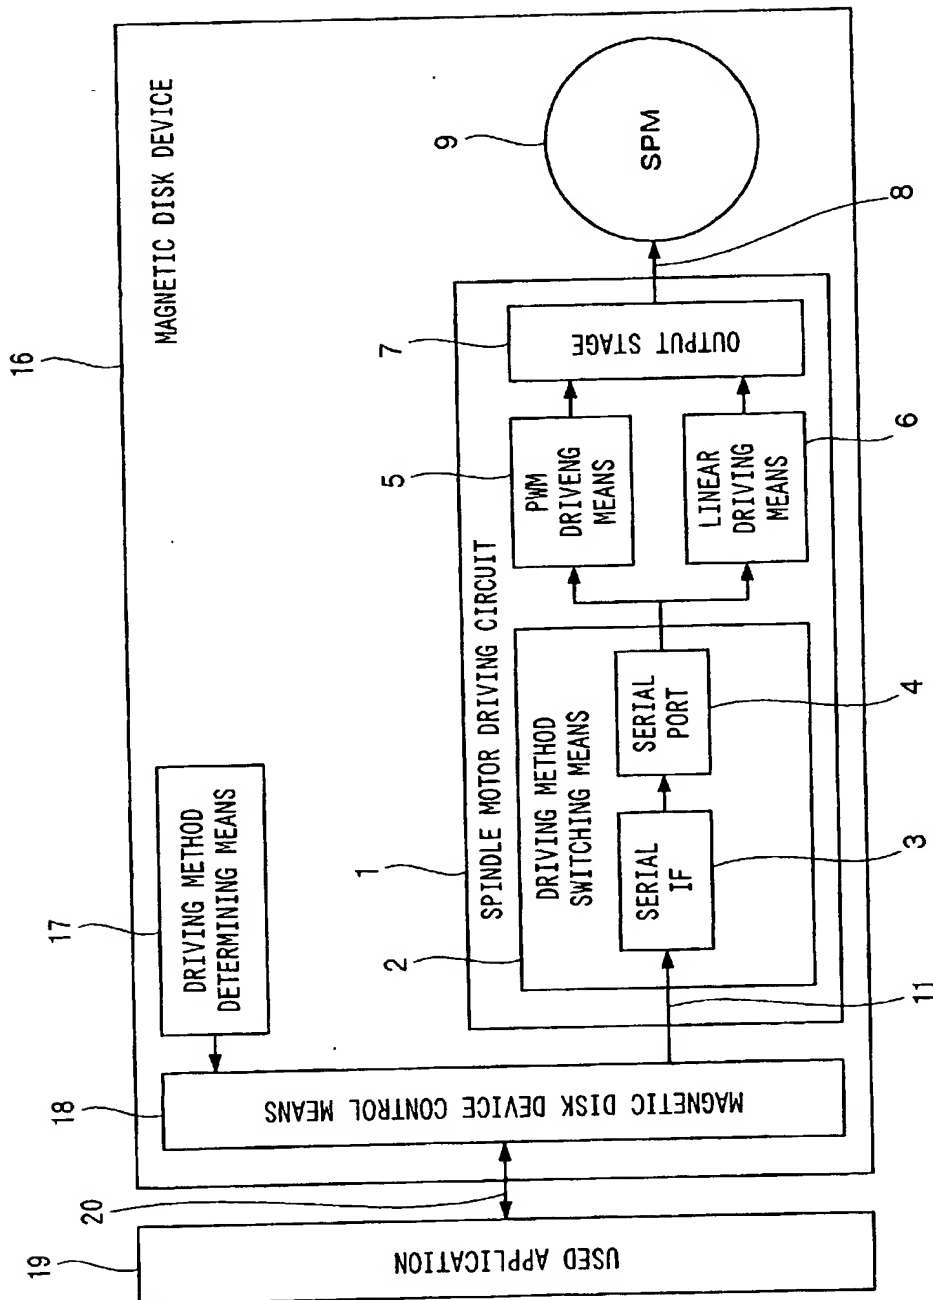 16
MAGNETIC DISK DEVICE
17
DRIVING METHOD
DETERMINING MEANS
18
MAGNETIC DISK DEVICE CONTROL MEANS
19
USED APPLICATION
20
1
SPINDLE MOTOR DRIVING CIRCUIT
2
DRIVING METHOD
SWITCHING MEANS
SERIAL
IF
3
SERIAL
PORT
4
5
PWM
DRIVENG
MEANS
LINEAR
DRIVING
MEANS
6
7
OUTPUT STAGE
8
9
SPM
11